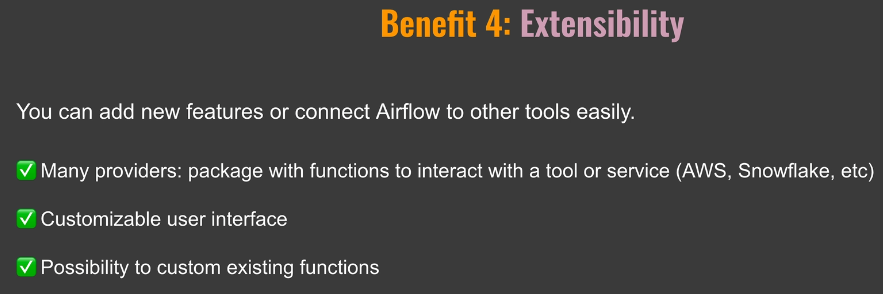 Benefit 4: Extensibility
You can add new features or connect Airflow to other tools easily.
✅ Many providers: package with functions to interact with a tool or service (AWS, Snowflake, etc)
✅ Customizable user interface
✅ Possibility to custom existing functions